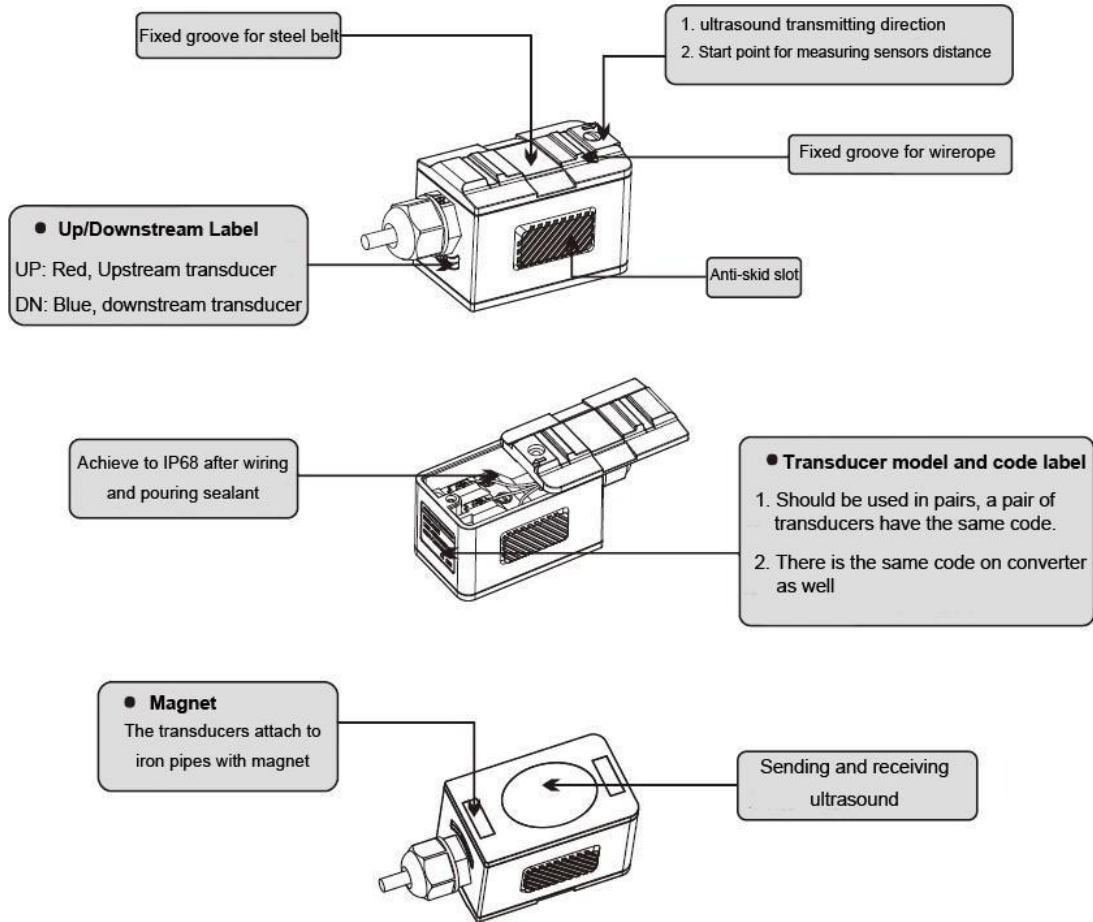 Fixed groove for steel belt
1. ultrasound transmitting direction
2. Start point for measuring sensors distance
Fixed groove for wirerope
● Up/Downstream Label
UP: Red, Upstream transducer
DN: Blue, downstream transducer
Anti-skid slot
Achieve to IP68 after wiring
and pouring sealant
● Transducer model and code label
1. Should be used in pairs, a pair of
transducers have the same code.
2. There is the same code on converter
as well
● Magnet
The transducers attach to
iron pipes with magnet
Sending and receiving
ultrasound